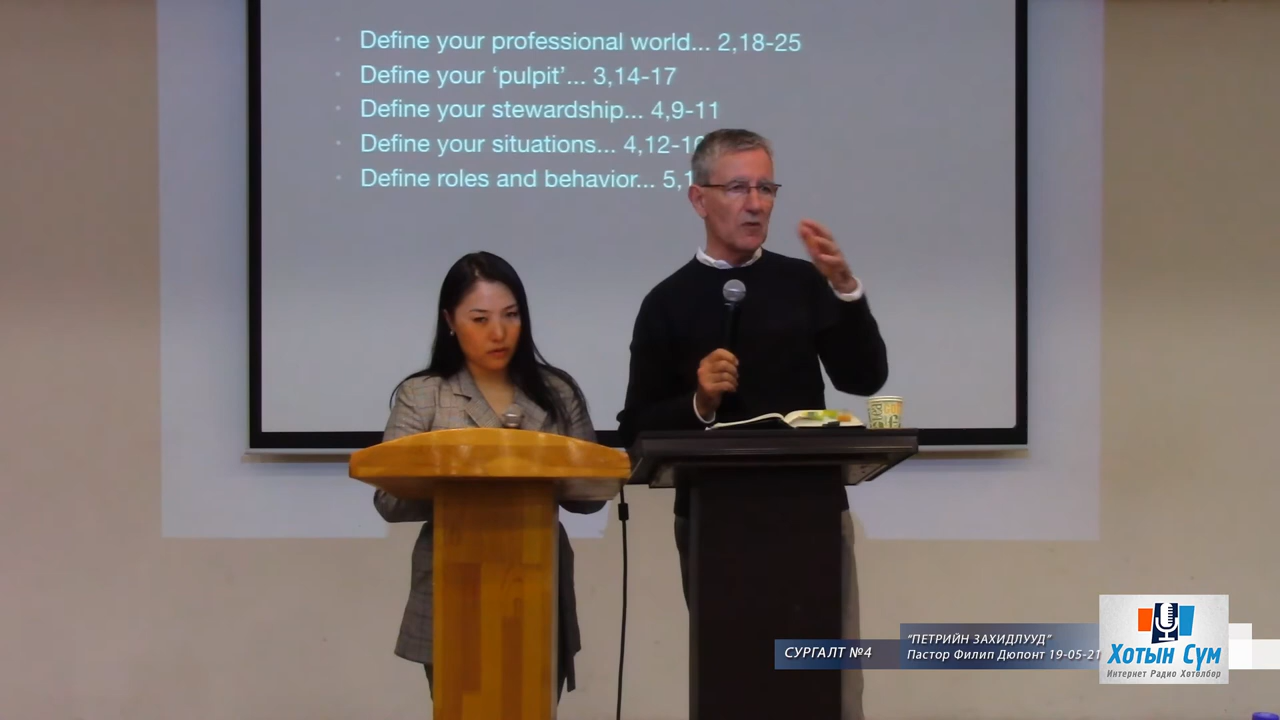 Define your professional world... 2,18-25
Define your ‘pulpit’... 3,14-17
Define your stewardship... 4,9-11
Define your situations... 4,12-1
Define roles and behavior... 5,1
"ПЕТРИЙН ЗАХИДЛУУД"
СУРГАЛТ №4
Пастор Филип Дюпонт 19-05-21
Хотын Сүм
Интернет Радио Хөтөлбөр